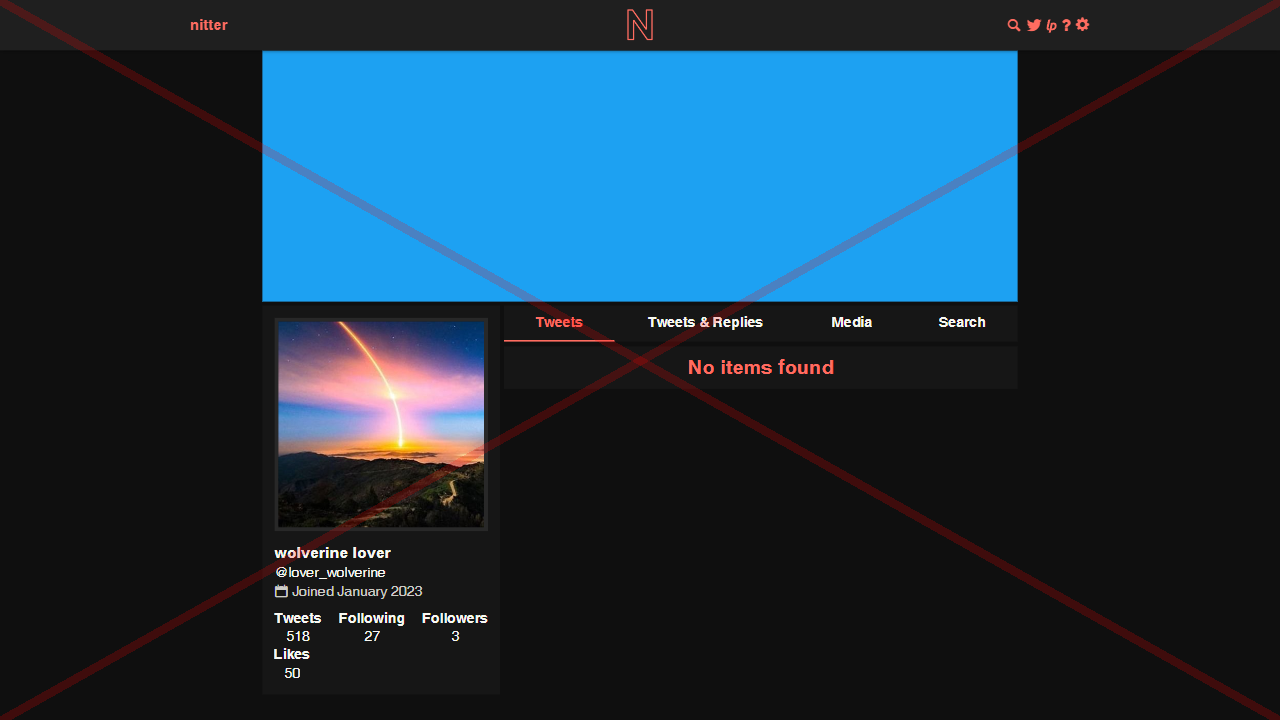 nitter
N
lp ?
Tweets Tweets & Replies Media Search
No items found
wolverine lover
@lover_wolverine
Joined January 2023
Tweets Following Followers
518 27 3
Likes
50